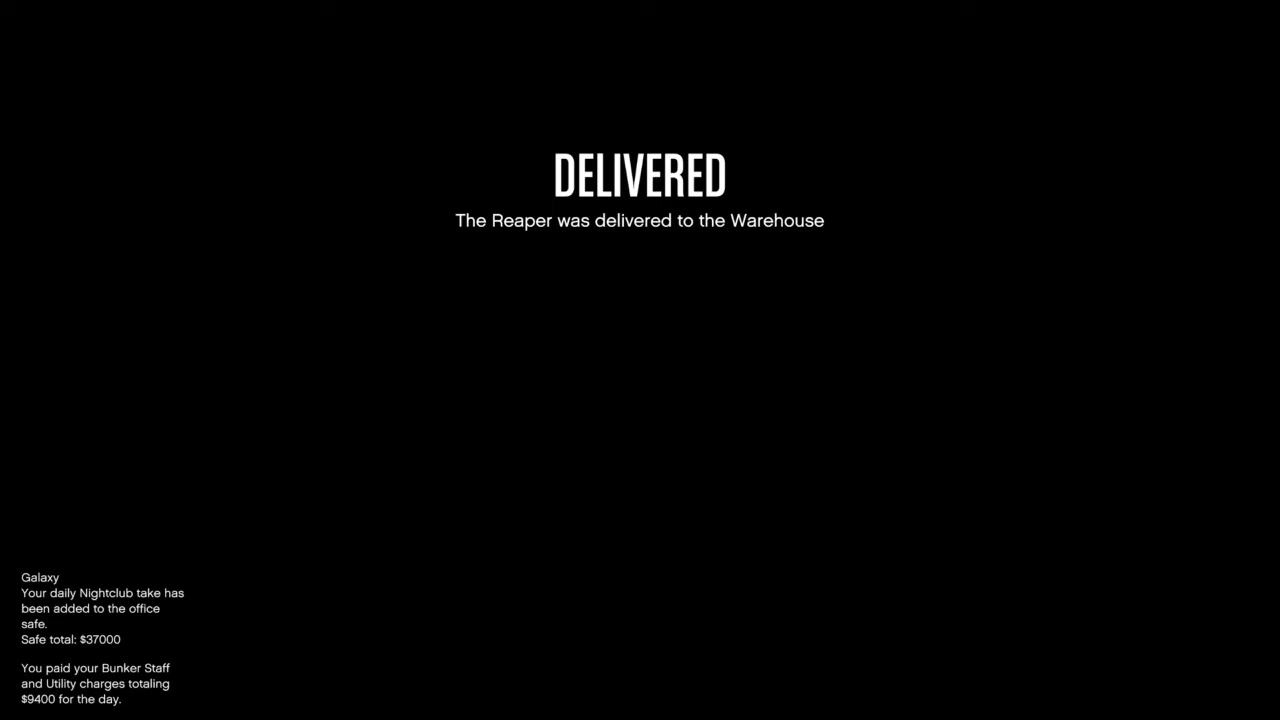 DELIVERED
The Reaper was delivered to the Warehouse
Galaxy
Your daily Nightclub take has
been added to the office
safe.
Safe total: $37000
You paid your Bunker Staff
and Utility charges totaling
$9400 for the day.